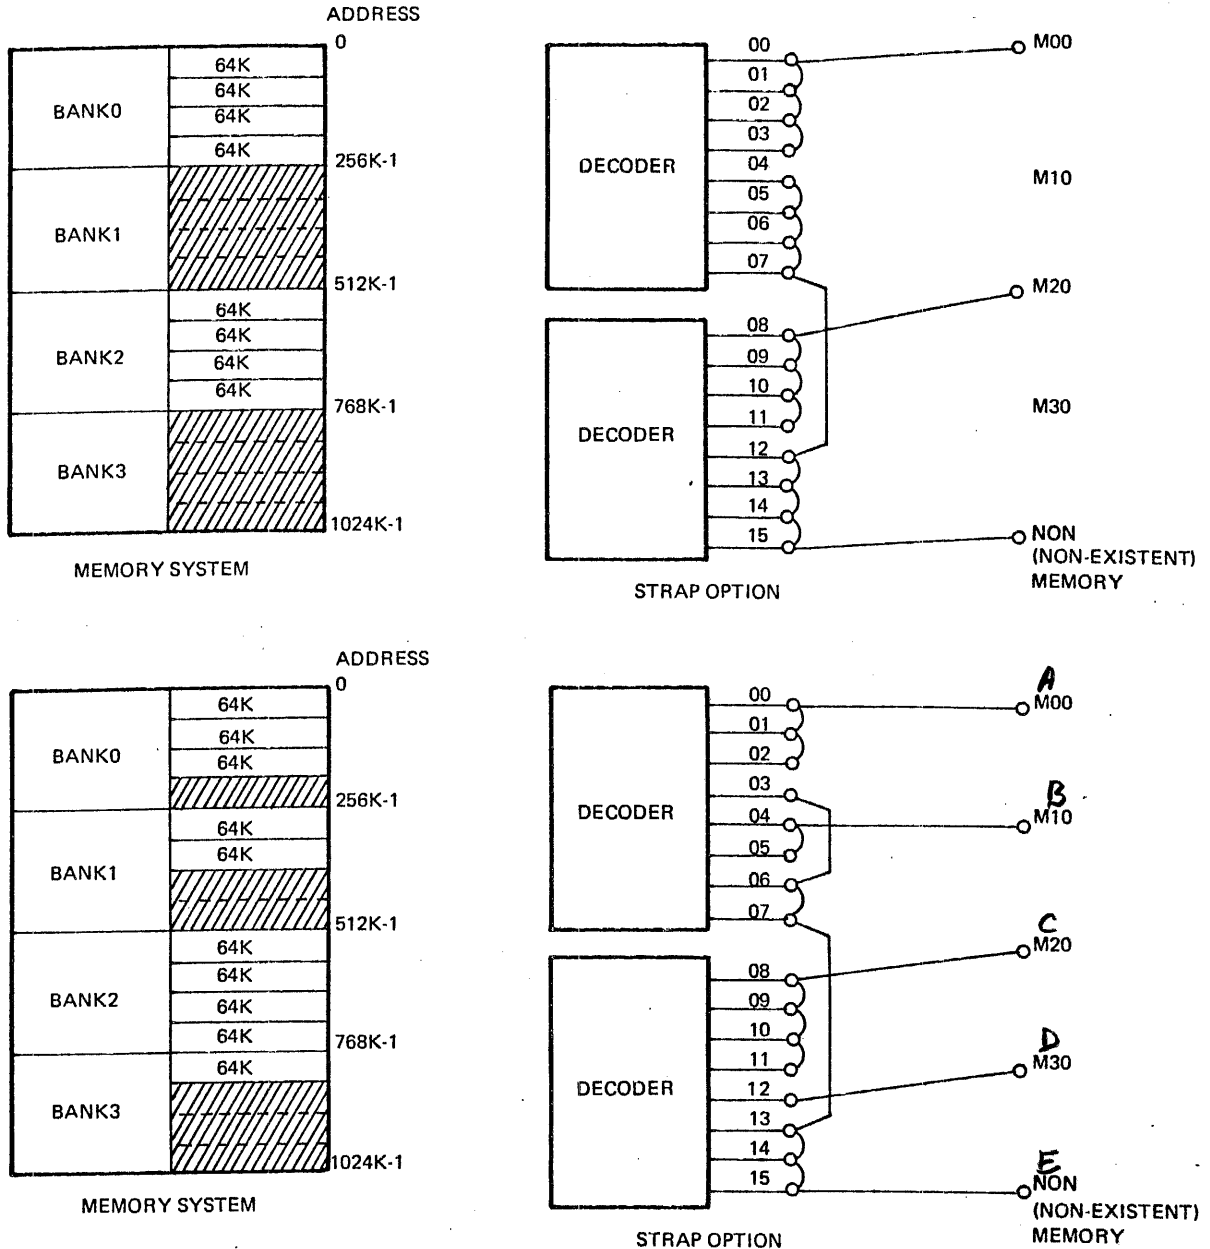 ADDRESS
0
64K
64K
BANK0
64K
64K
256K-1
BANK1
512K-1
64K
64K
BANK2
64K
64K
768K-1
BANK3
1024K-1
MEMORY SYSTEM
00
01
02
03
DECODER
04
05
06
07
08
09
10
11
DECODER
12
13
14
15
M00
M10
M20
M30
NON
(NON-EXISTENT)
MEMORY
STRAP OPTION
ADDRESS
0
64K
64K
BANK0
64K
256K-1
64K
64K
BANK1
512K-1
64K
64K
BANK2
64K
64K
768K-1
64K
BANK3
1024K-1
MEMORY SYSTEM
00
01
02
03
DECODER
04
05
06
07
08
09
10
11
DECODER
12
13
14
15
A
M00
B
M10
C
M20
D
M30
E
NON
(NON-EXISTENT)
MEMORY
STRAP OPTION